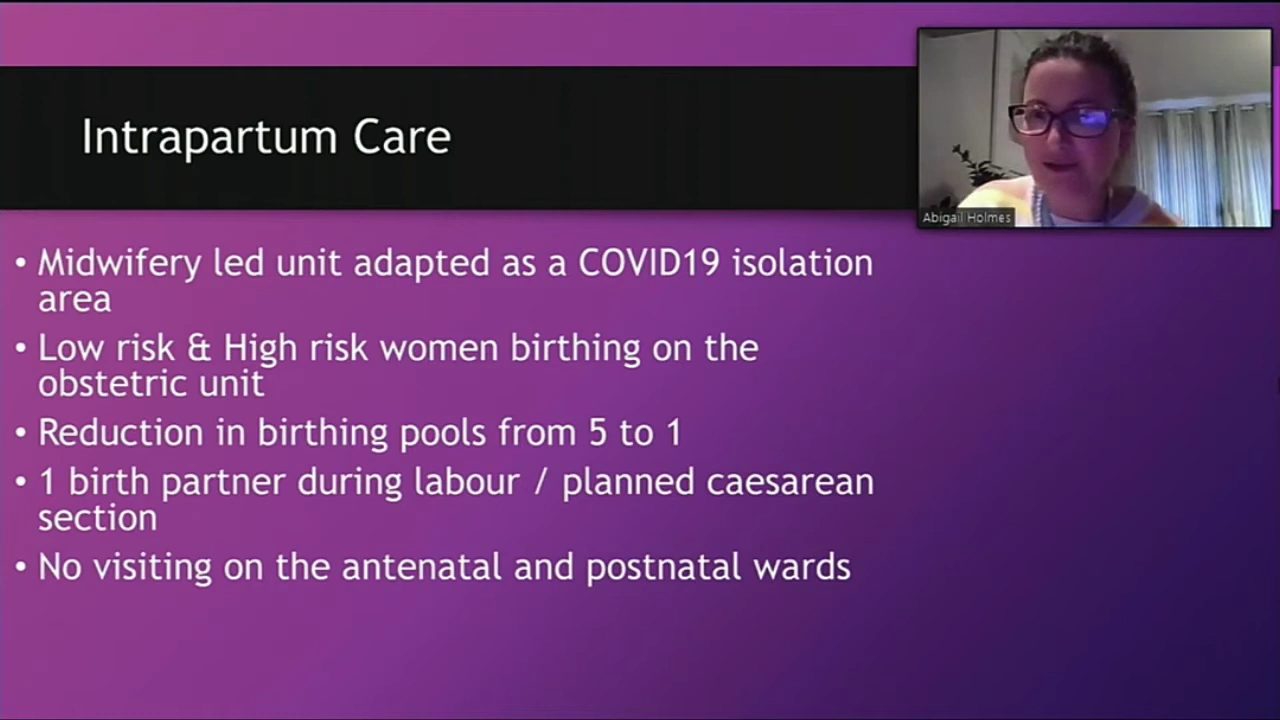 Intrapartum Care
Abigail Holmes
• Midwifery led unit adapted as a COVID19 isolation
area
• Low risk & High risk women birthing on the
obstetric unit
• Reduction in birthing pools from 5 to 1
• 1 birth partner during labour / planned caesarean
section
• No visiting on the antenatal and postnatal wards